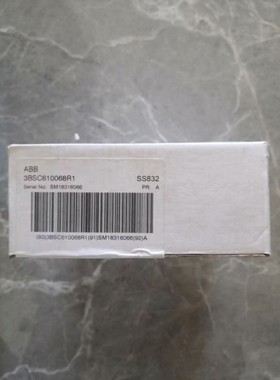 ABB
3BSC610068R1 SS832
Serial No: SM18316066 PR: A
(93)3BSC610068R1(91)SM18316066(92)A